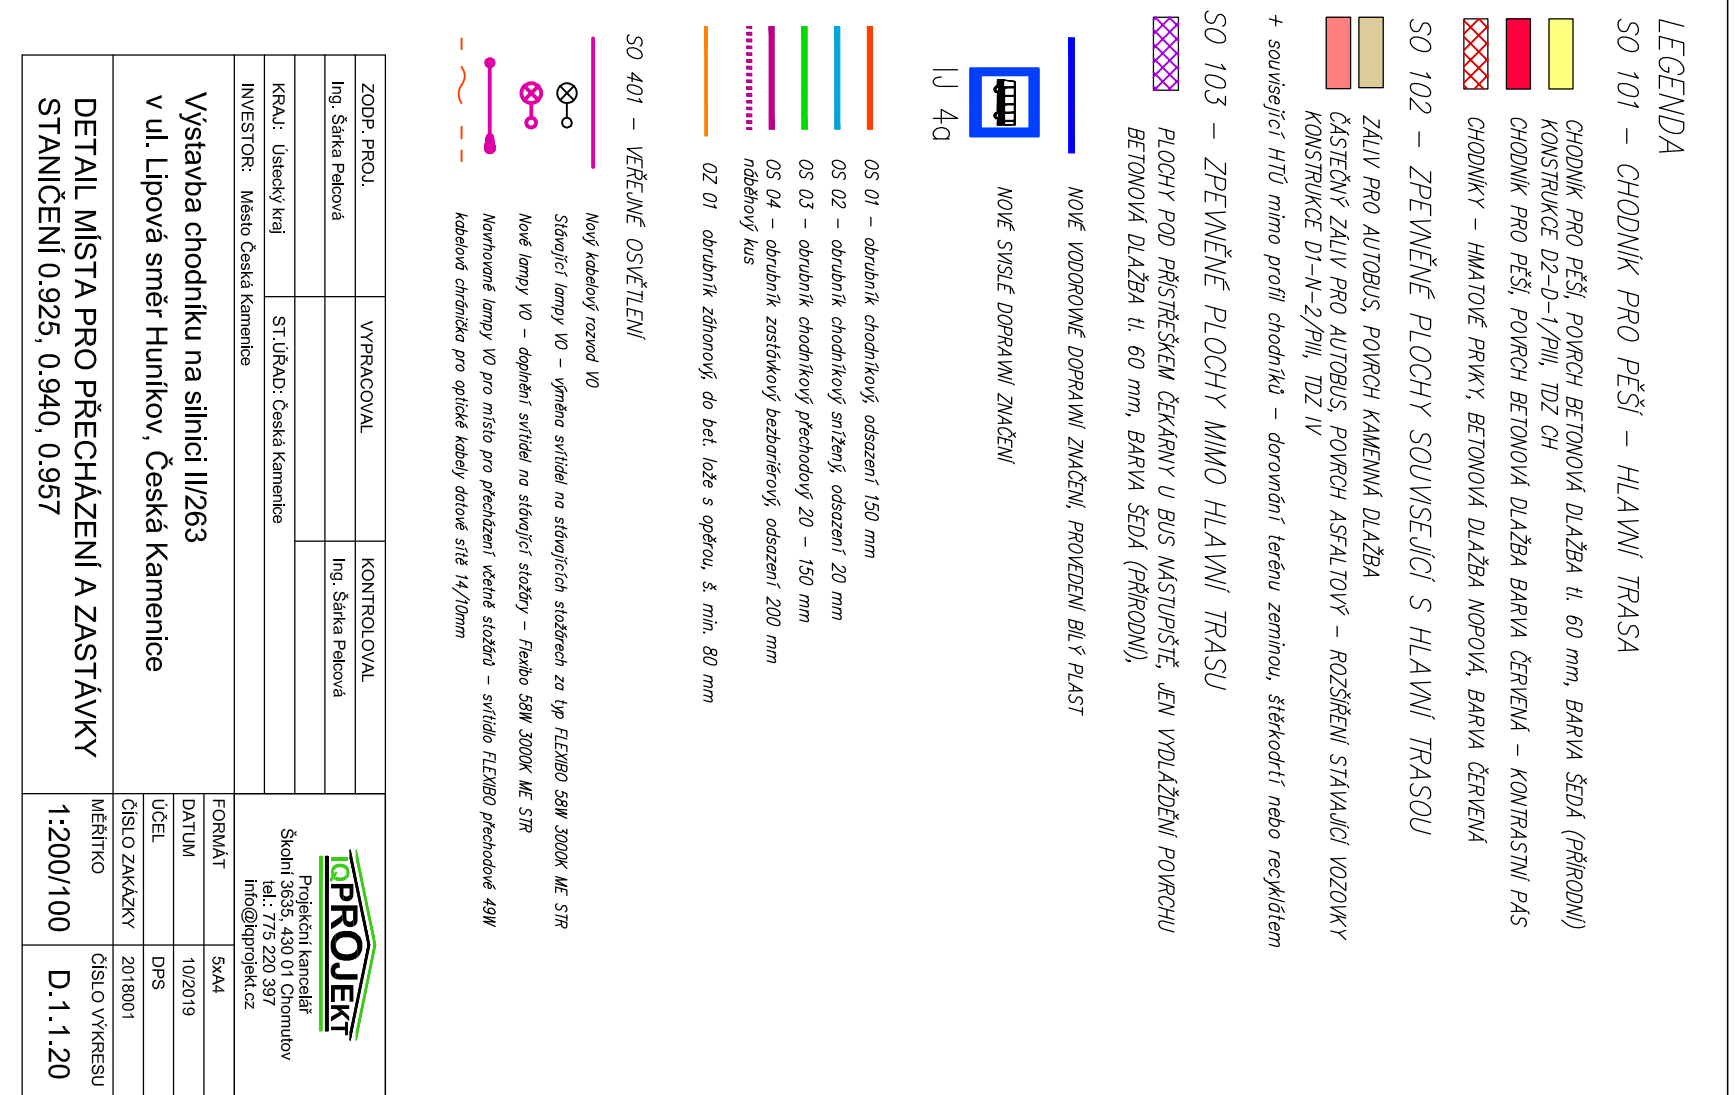 LEGENDA
SO 101 – CHODNÍK PRO PĚŠÍ – HLAVNÍ TRASA
CHODNÍK PRO PĚŠÍ, POVRCH BETONOVÁ DLAŽBA tl. 60 mm, BARVA ŠEDÁ (PŘÍRODNÍ)
KONSTRUKCE D2-D-1/PIII, TDZ CH
CHODNÍK PRO PĚŠÍ, POVRCH BETONOVÁ DLAŽBA BARVA ČERVENÁ – KONTRASTNÍ PÁS
CHODNÍKY – HMATOVÉ PRVKY, BETONOVÁ DLAŽBA NOPOVÁ, BARVA ČERVENÁ
SO 102 – ZPEVNĚNÉ PLOCHY SOUVISEJÍCÍ S HLAVNÍ TRASOU
ZÁLIV PRO AUTOBUS, POVRCH KAMENNÁ DLAŽBA
ČÁSTEČNÝ ZÁLIV PRO AUTOBUS, POVRCH ASFALTOVÝ – ROZŠÍŘENÍ STÁVAJÍCÍ VOZOVKY
KONSTRUKCE D1-N-2/PIII, TDZ IV
+ související HTÚ mimo profil chodníků – dorovnání terénu zeminou, štěrkodrtí nebo recyklátem
SO 103 – ZPEVNĚNÉ PLOCHY MIMO HLAVNÍ TRASU
PLOCHY POD PŘÍSTŘEŠKEM ČEKÁRNY U BUS NÁSTUPIŠTĚ, JEN VYDLÁŽDĚNÍ POVRCHU
BETONOVÁ DLAŽBA tl. 60 mm, BARVA ŠEDÁ (PŘÍRODNÍ),
NOVÉ VODOROVNÉ DOPRAVNÍ ZNAČENÍ, PROVEDENÍ BÍLÝ PLAST
NOVÉ SVISLÉ DOPRAVNÍ ZNAČENÍ
IJ 4a
OS 01 – obrubník chodníkový, odsazení 150 mm
OS 02 – obrubník chodníkový snížený, odsazení 20 mm
OS 03 – obrubník chodníkový přechodový 20 – 150 mm
OS 04 – obrubník zastávkový bezbariérový, odsazení 200 mm
náběhový kus
OZ 01 obrubník záhonový, do bet. lože s opěrou, š. min. 80 mm
SO 401 – VEŘEJNÉ OSVĚTLENÍ
Nový kabelový rozvod VO
Stávající lampy VO – výměna svítidel na stávajících stožárech za typ FLEXIBO 58W 3000K ME STR
Nové lampy VO – doplnění svítidel na stávající stožáry – Flexibo 58W 3000K ME STR
Navrhované lampy VO pro místo pro přecházení včetně stožárů – svítidlo FLEXIBO přechodové 49W
kabelová chránička pro optické kabely datové sítě 14/10mm
ZODP. PROJ.
VYPRACOVAL
KONTROLOVAL
Ing. Šárka Pelcová
Ing. Šárka Pelcová
KRAJ: Ústecký kraj
ST.ÚŘAD: Česká Kamenice
INVESTOR: Město Česká Kamenice
IQPROJEKT
Projekční kancelář
Školní 3635, 430 01 Chomutov
tel.: 775 220 397
info@iqprojekt.cz
Výstavba chodníku na silnici II/263
v ul. Lipová směr Huníkov, Česká Kamenice
FORMÁT 5xA4
DATUM 10/2019
ÚČEL DPS
ČÍSLO ZAKÁZKY 2018001
DETAIL MÍSTA PRO PŘECHÁZENÍ A ZASTÁVKY
STANIČENÍ 0.925, 0.940, 0.957
MĚŘÍTKO
1:200/100
ČÍSLO VÝKRESU
D.1.1.20